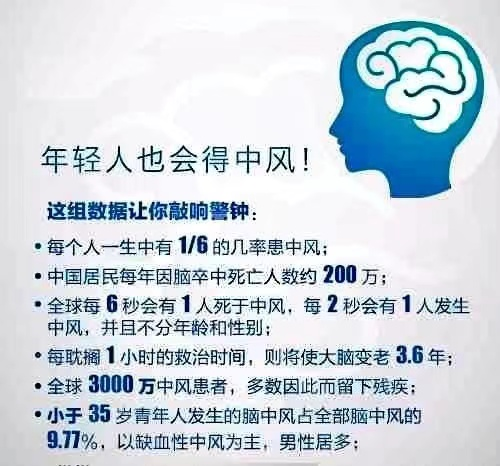 年轻人也会得中风！
这组数据让你敲响警钟：
• 每个人一生中有 1/6 的几率患中风；
• 中国居民每年因脑卒中死亡人数约 200 万；
• 全球每 6 秒会有 1 人死于中风，每 2 秒会有 1 人发生
中风，并且不分年龄和性别；
• 每耽搁 1 小时的救治时间，则将使大脑变老 3.6 年；
• 全球 3000 万中风患者，多数因此而留下残疾；
• 小于 35 岁青年人发生的脑中风占全部脑中风的
9.77%，以缺血性中风为主，男性居多；